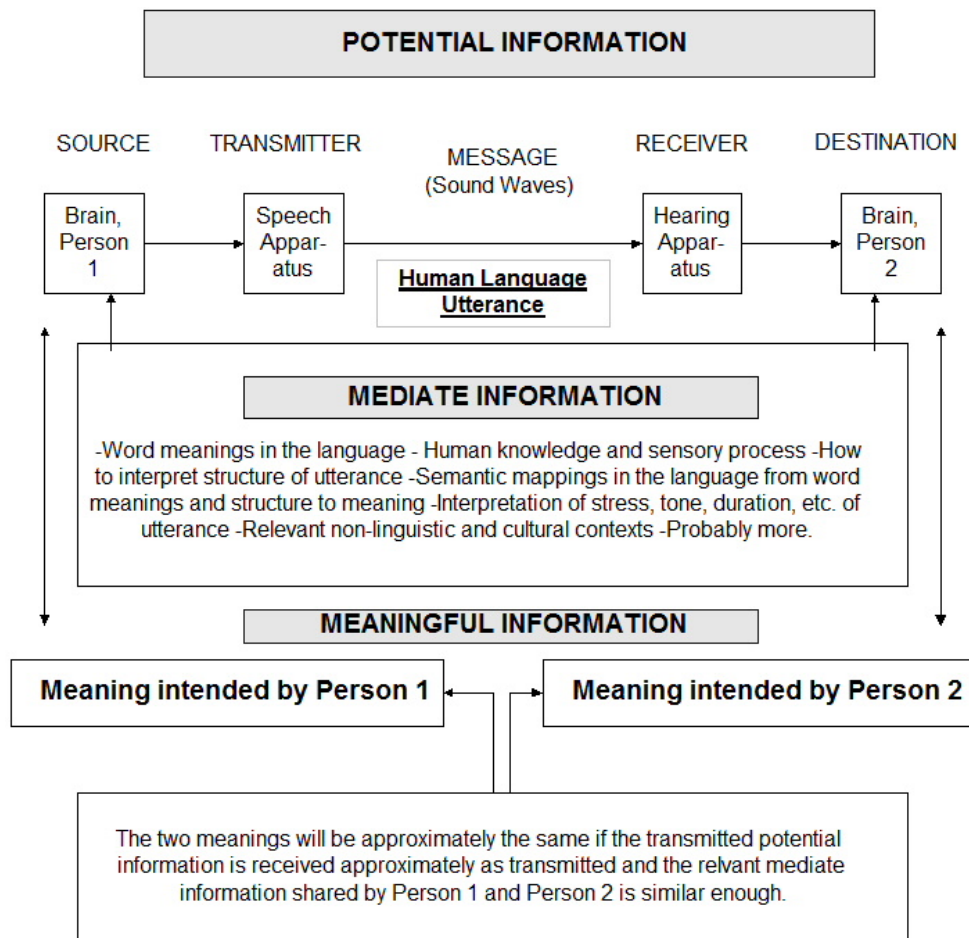 POTENTIAL INFORMATION
SOURCE
TRANSMITTER
MESSAGE
(Sound Waves)
RECEIVER
DESTINATION
Brain,
Person
1
Speech
Appar-
atus
Human Language
Utterance
Hearing
Appar-
atus
Brain,
Person
2
MEDIATE INFORMATION
-Word meanings in the language - Human knowledge and sensory process -How
to interpret structure of utterance -Semantic mappings in the language from word
meanings and structure to meaning -Interpretation of stress, tone, duration, etc. of
utterance -Relevant non-linguistic and cultural contexts -Probably more.
MEANINGFUL INFORMATION
Meaning intended by Person 1
Meaning intended by Person 2
The two meanings will be approximately the same if the transmitted potential
information is received approximately as transmitted and the relvant mediate
information shared by Person 1 and Person 2 is similar enough.